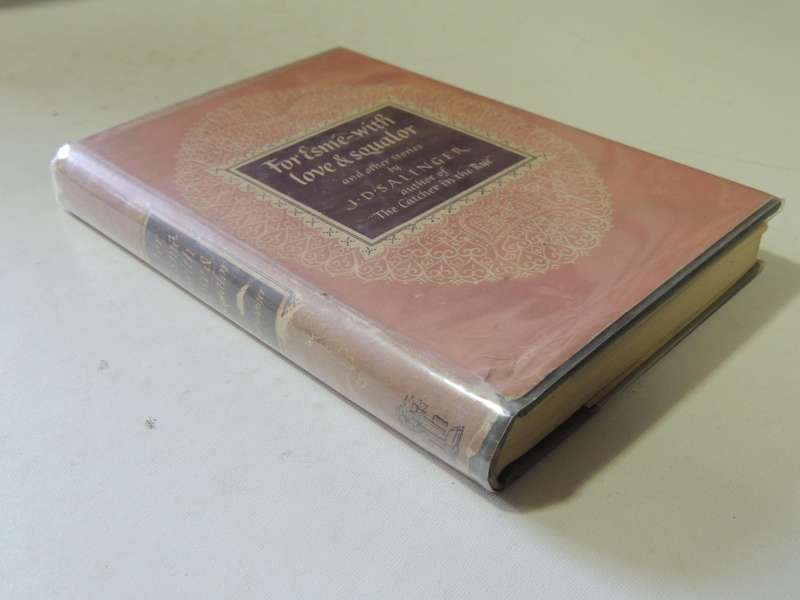 For Esmé–with
love & squalor
and other stories
by
J·D·SALINGER
author of
"The Catcher in the Rye"